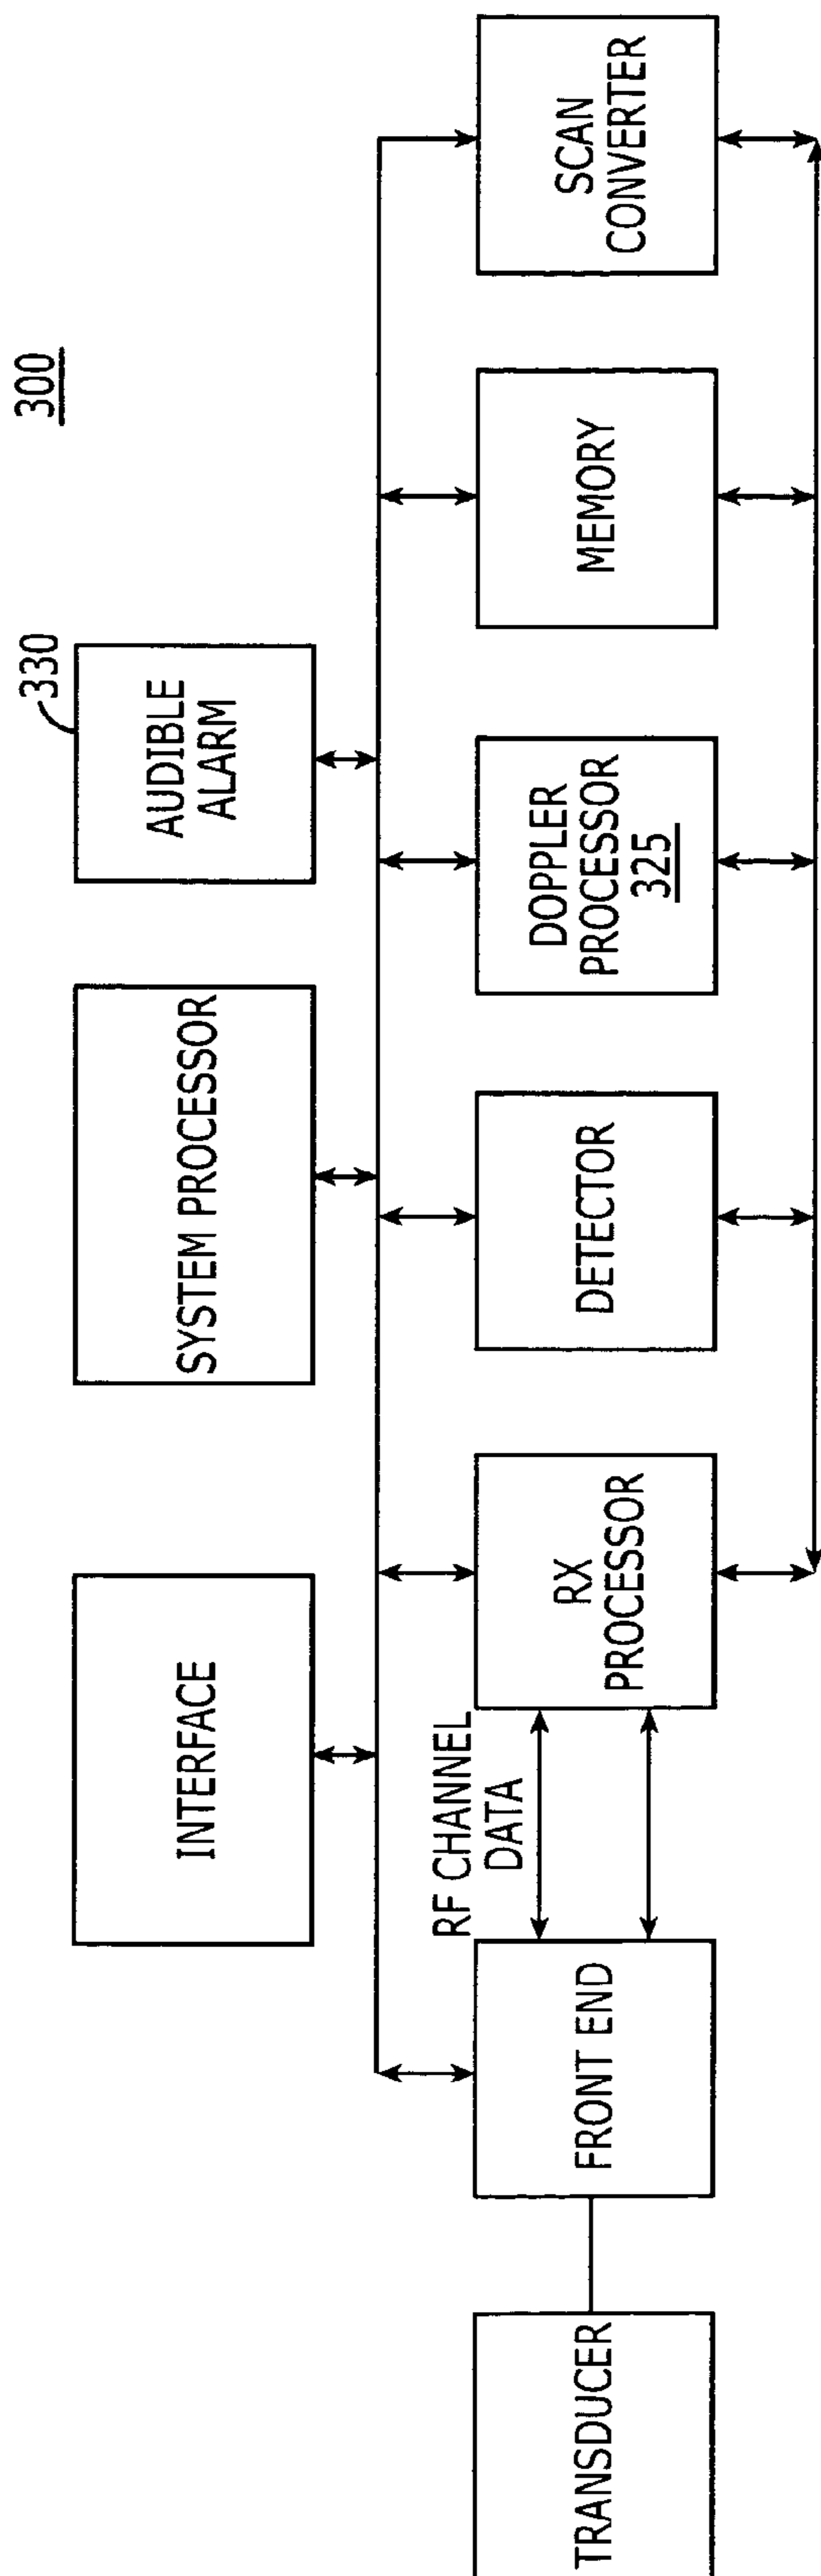 300
330
INTERFACE
SYSTEM PROCESSOR
AUDIBLE
ALARM
RF CHANNEL
DATA
TRANSDUCER
FRONT END
RX
PROCESSOR
DETECTOR
DOPPLER
PROCESSOR
325
MEMORY
SCAN
CONVERTER